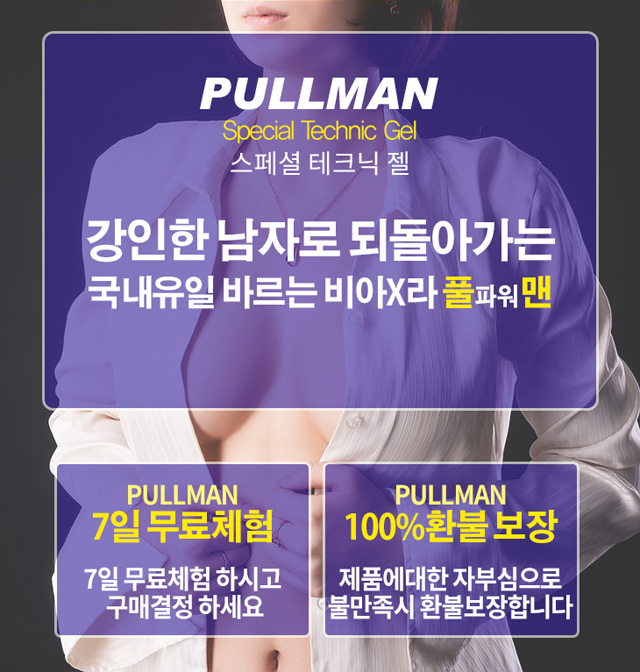 PULLMAN
Special Technic Gel
스페셜 테크닉 젤
강인한 남자로 되돌아가는
국내유일 바르는 비아X라 풀파워맨
PULLMAN
7일 무료체험
7일 무료체험 하시고
구매결정 하세요
PULLMAN
100%환불 보장
제품에대한 자부심으로
불만족시 환불보장합니다